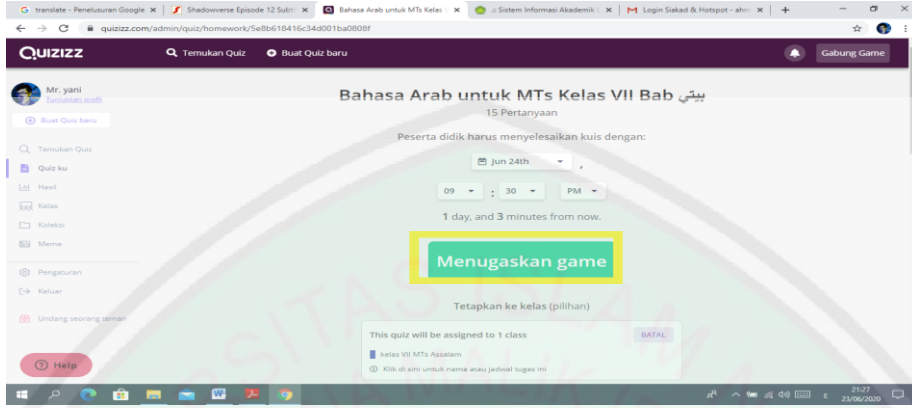 translate - Penelusuran Google
Shadowverse Episode 12 Subti
Bahasa Arab untuk MTs Kelas
.: Sistem Informasi Akademik
Login Siakad & Hotspot -
quizizz.com/admin/quiz/homework/5e8b618416c34d001ba0808f
QUIZIZZ
Temukan Quiz
Buat Quiz baru
Gabung Game
Mr. yani
Tuntaskan profil
Buat Quiz baru
Temukan Quiz
Quiz ku
Hasil
Kelas
Koleksi
Meme
Pengaturan
Keluar
Undang seorang teman
Help
Bahasa Arab untuk MTs Kelas VII Bab بيتي
15 Pertanyaan
Peserta didik harus menyelesaikan kuis dengan:
Jun 24th ,
09 : 30 PM
1 day, and 3 minutes from now.
Menugaskan game
Tetapkan ke kelas (pilihan)
This quiz will be assigned to 1 class
BATAL
kelas VII MTs Assalam
Klik di sini untuk nama atau jadwal tugas ini
21:27
23/06/2020